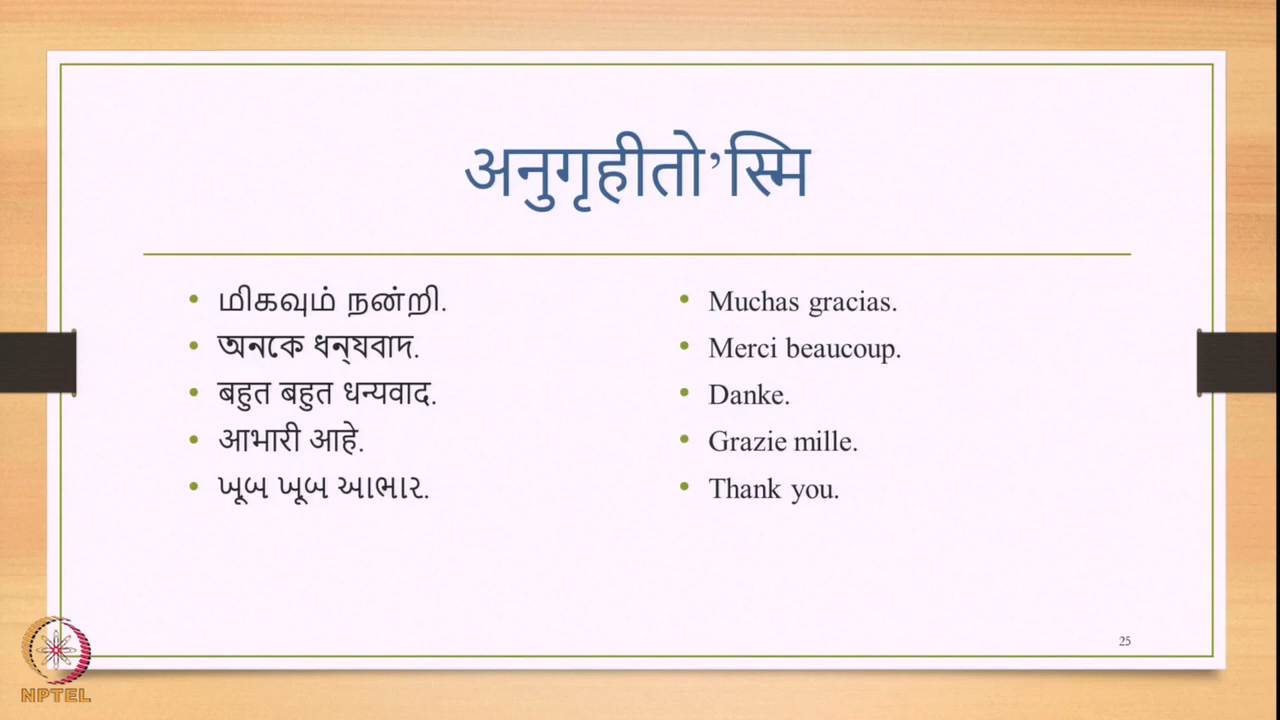 अनुगृहीतो’स्मि
மிகவும் நன்றி.
অনকে ধন্‌যবাদ.
बहुत बहुत धन्यवाद.
आभारी आहे.
ખૂબ ખૂબ આભાર.
Muchas gracias.
Merci beaucoup.
Danke.
Grazie mille.
Thank you.
25
NPTEL